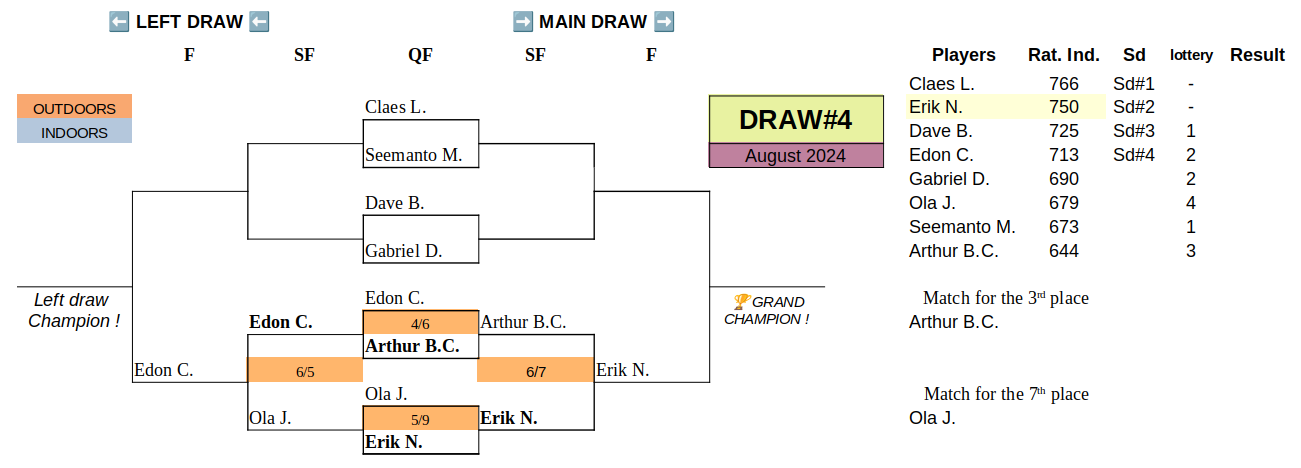 ⬅ LEFT DRAW ⬅ ➡ MAIN DRAW ➡
F SF QF SF F Players Rat. Ind. Sd lottery Result
Claes L. 766 Sd#1 -
OUTDOORS Claes L. DRAW#4 Erik N. 750 Sd#2 -
INDOORS Dave B. 725 Sd#3 1
Seemanto M. August 2024 Edon C. 713 Sd#4 2
Gabriel D. 690 2
Dave B. Ola J. 679 4
Seemanto M. 673 1
Gabriel D. Arthur B.C. 644 3
Left draw Edon C. 🏆GRAND Match for the 3rd place
Champion ! Edon C. 4/6 Arthur B.C. CHAMPION ! Arthur B.C.
Arthur B.C.
Edon C. 6/5 6/7 Erik N.
Ola J. Match for the 7th place
Ola J. 5/9 Erik N. Ola J.
Erik N.